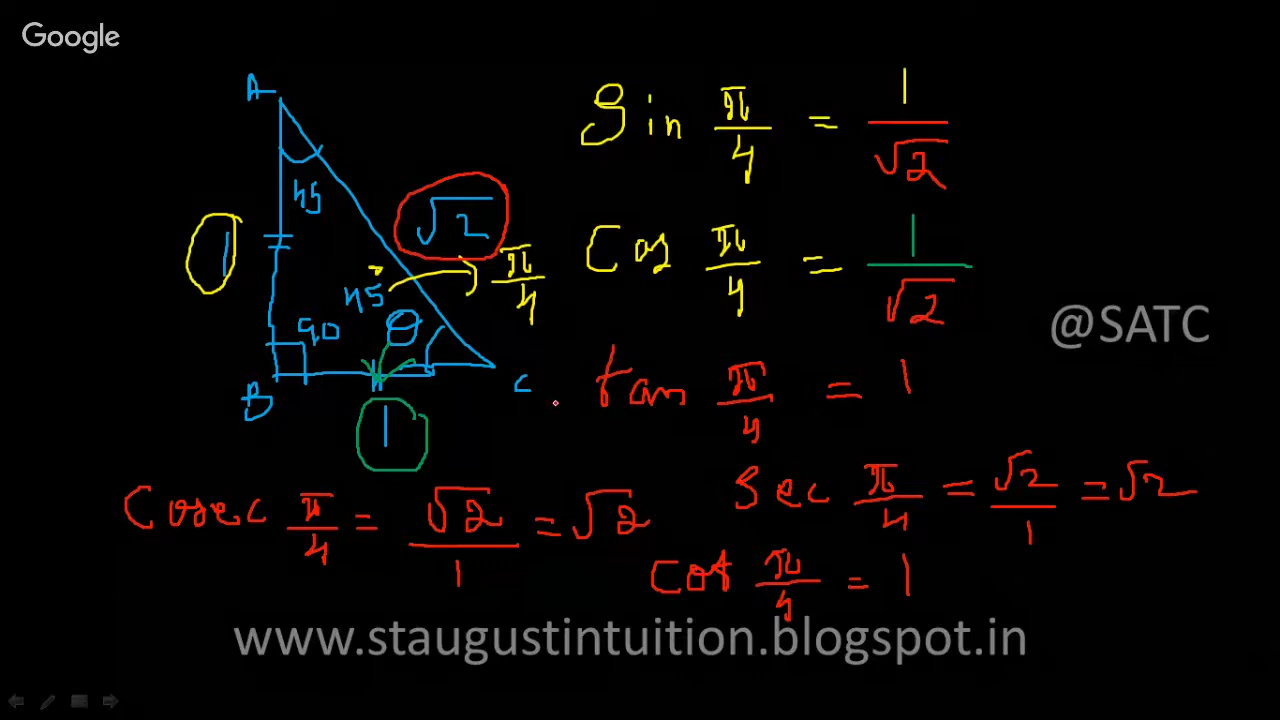 Google
A
45
√2
1
45° π/4
90 θ
B
C
1
Sin π/4 = 1/√2
Cos π/4 = 1/√2
tan π/4 = 1
@SATC
Cosec π/4 = √2/1 = √2
Sec π/4 = √2/1 = √2
Cot π/4 = 1
www.staugustintuition.blogspot.in